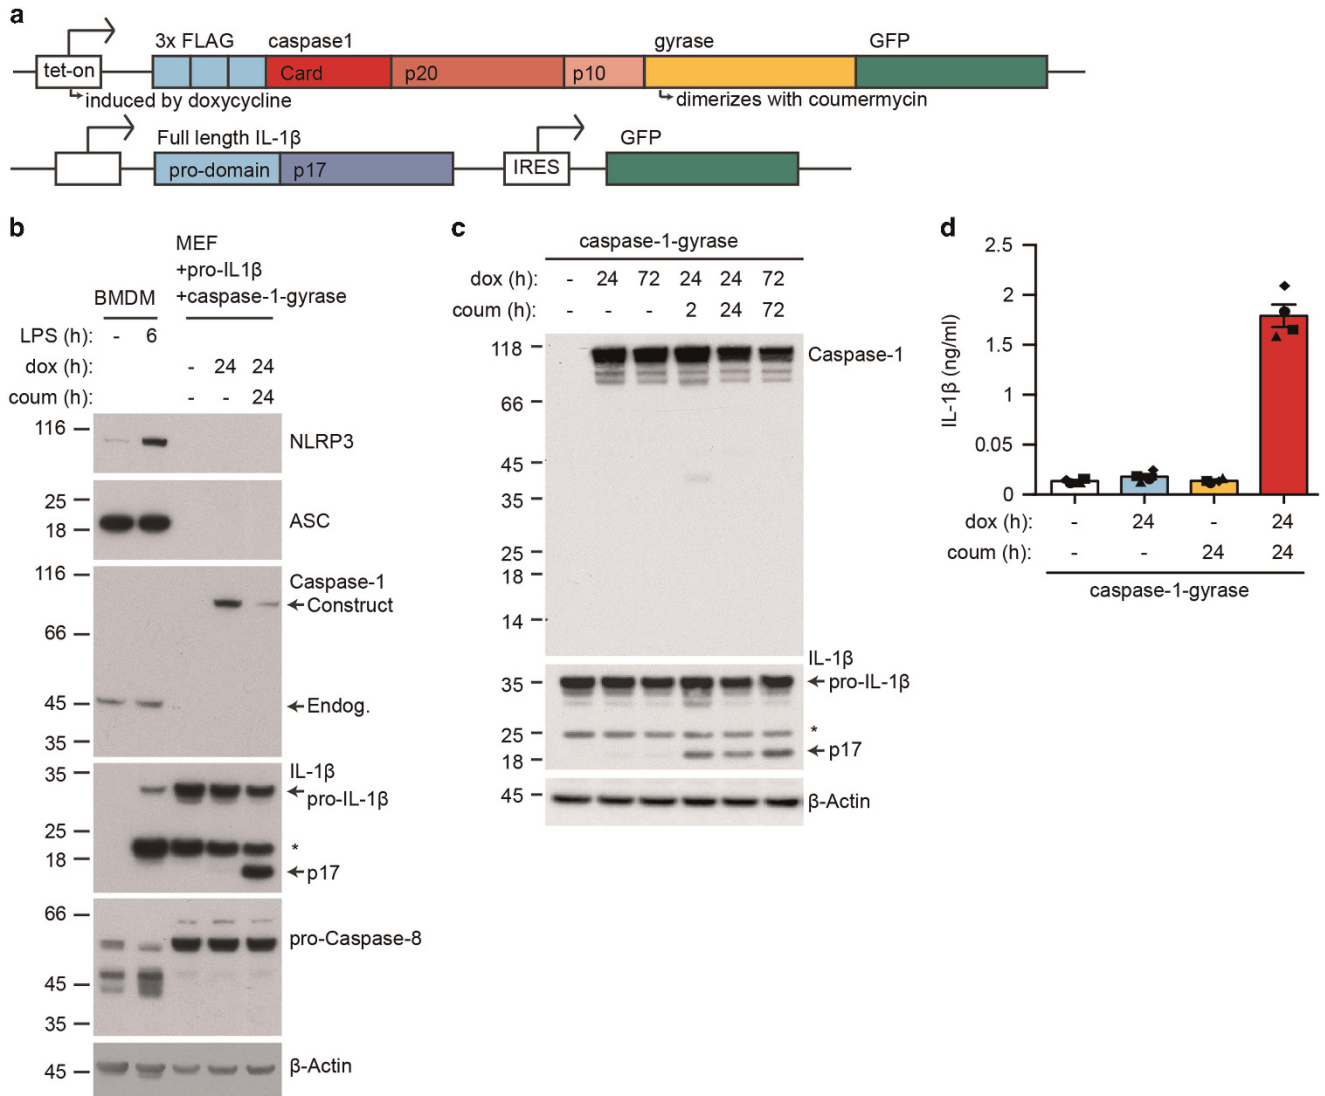 a
3x FLAG caspase1 gyrase GFP
tet-on Card p20 p10
induced by doxycycline dimerizes with coumermycin
Full length IL-1β GFP
pro-domain p17 IRES
b
MEF
+pro-IL1β
BMDM +caspase-1-gyrase
LPS (h): - 6
dox (h): - 24 24
coum (h): - - 24
116 NLRP3
25
18 ASC
116 Caspase-1
Construct
66
45 Endog.
35
35 IL-1β
pro-IL-1β
25 *
18 p17
66 pro-Caspase-8
45
35
45 β-Actin
c
caspase-1-gyrase
dox (h): - 24 72 24 24 72
coum (h): - - - 2 24 72
118 Caspase-1
66
45
35
25
18
14
IL-1β
35 pro-IL-1β
25 *
18 p17
45 β-Actin
d
IL-1β (ng/ml)
2.5
2
1.5
1
0.05
0
dox (h): - 24 - 24
coum (h): - - 24 24
caspase-1-gyrase